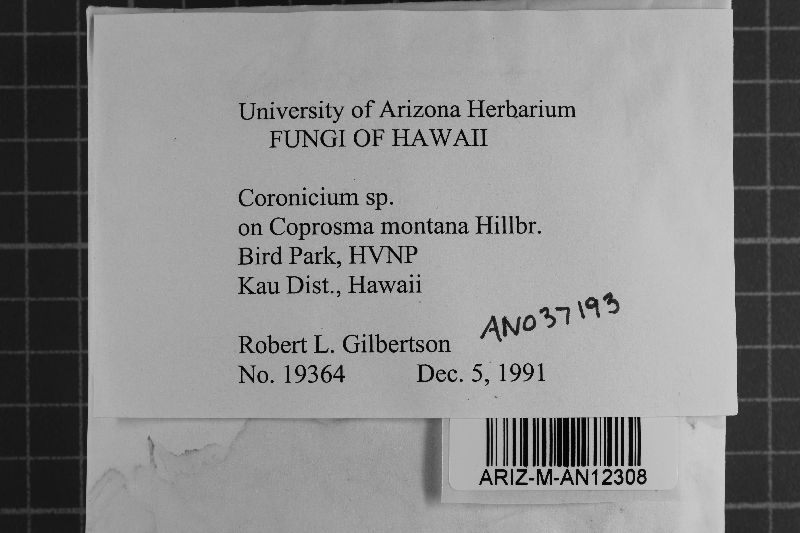 University of Arizona Herbarium
FUNGI OF HAWAII
Coronicium sp.
on Coprosma montana Hillbr.
Bird Park, HVNP
Kau Dist., Hawaii
AN037193
Robert L. Gilbertson
No. 19364 Dec. 5, 1991
ARIZ-M-AN12308